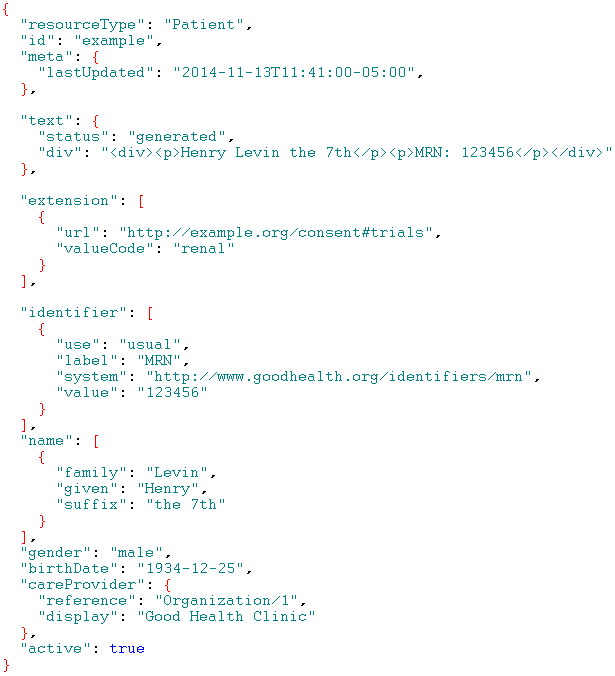 {
  "resourceType": "Patient",
  "id": "example",
  "meta": {
    "lastUpdated": "2014-11-13T11:41:00-05:00",
  },

  "text": {
    "status": "generated",
    "div": "<div><p>Henry Levin the 7th</p><p>MRN: 123456</p></div>"
  },

  "extension": [
    {
      "url": "http://example.org/consent#trials",
      "valueCode": "renal"
    }
  ],

  "identifier": [
    {
      "use": "usual",
      "label": "MRN",
      "system": "http://www.goodhealth.org/identifiers/mrn",
      "value": "123456"
    }
  ],
  "name": [
    {
      "family": "Levin",
      "given": "Henry",
      "suffix": "the 7th"
    }
  ],
  "gender": "male",
  "birthDate": "1934-12-25",
  "careProvider": {
    "reference": "Organization/1",
    "display": "Good Health Clinic"
  },
  "active": true
}